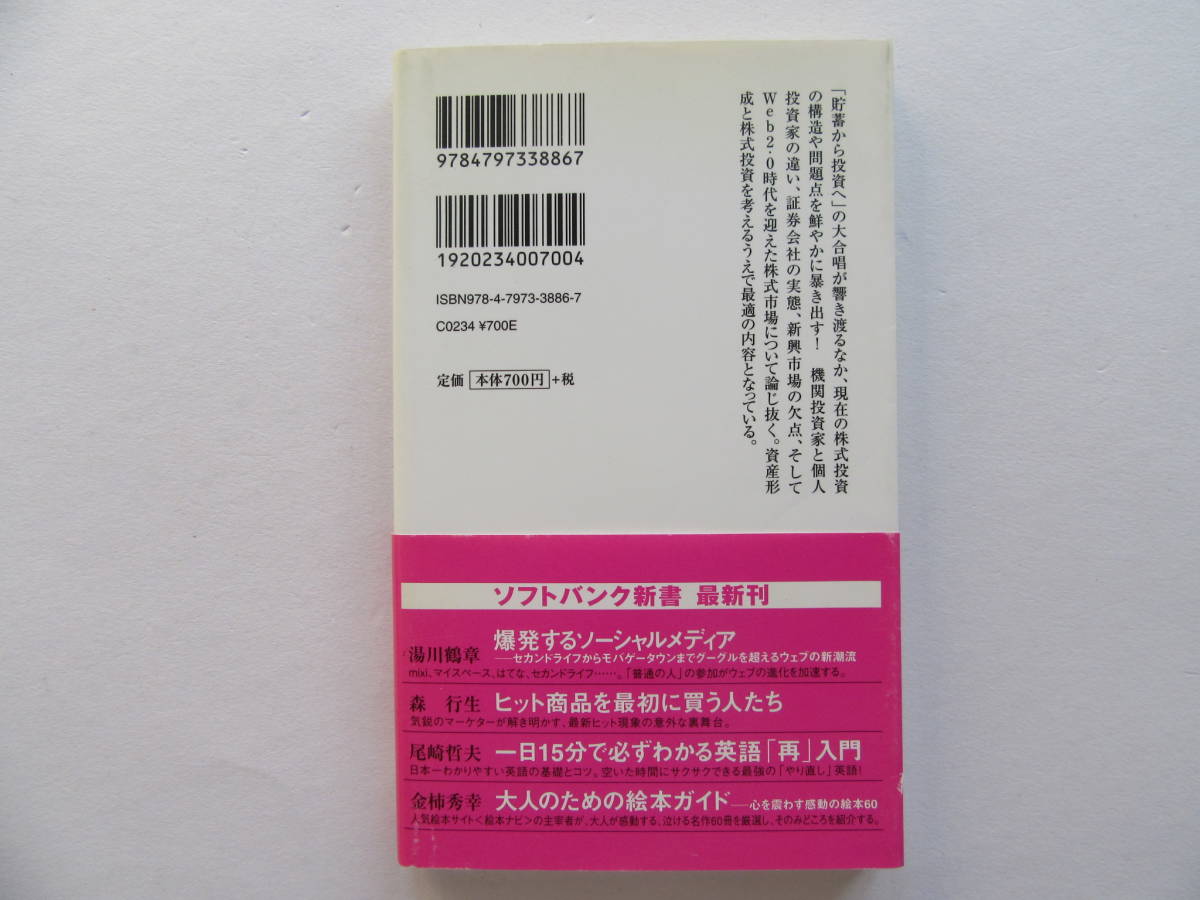 「貯蓄から投資へ」の大合唱が響き渡るなか、現在の株式投資
の構造や問題点を鮮やかに暴き出す！　機関投資家と個人
投資家の違い、証券会社の実態、新興市場の欠点、そして
Web2.0時代を迎えた株式市場について論じ抜く。資産形
成と株式投資を考えるうえで最適の内容となっている。
9784797338867
1920234007004
ISBN978-4-7973-3886-7
C0234 ¥700E
定価 本体700円 +税
ソフトバンク新書 最新刊
湯川鶴章 爆発するソーシャルメディア
──セカンドライフからモバゲータウンまでグーグルを超えるウェブの新潮流
mixi、マイスペース、はてな、セカンドライフ……。「普通の人」の参加がウェブの進化を加速する。
森 行生 ヒット商品を最初に買う人たち
気鋭のマーケターが解き明かす、最新ヒット現象の意外な裏舞台。
尾崎哲夫 一日15分で必ずわかる英語「再」入門
日本一わかりやすい英語の基礎とコツ。空いた時間にサクサクできる最強の「やり直し」英語！
金柿秀幸 大人のための絵本ガイド──心を震わす感動の絵本60
人気絵本サイト＜絵本ナビ＞の主宰者が、大人が感動する、泣ける名作60冊を厳選し、そのみどころを紹介する。